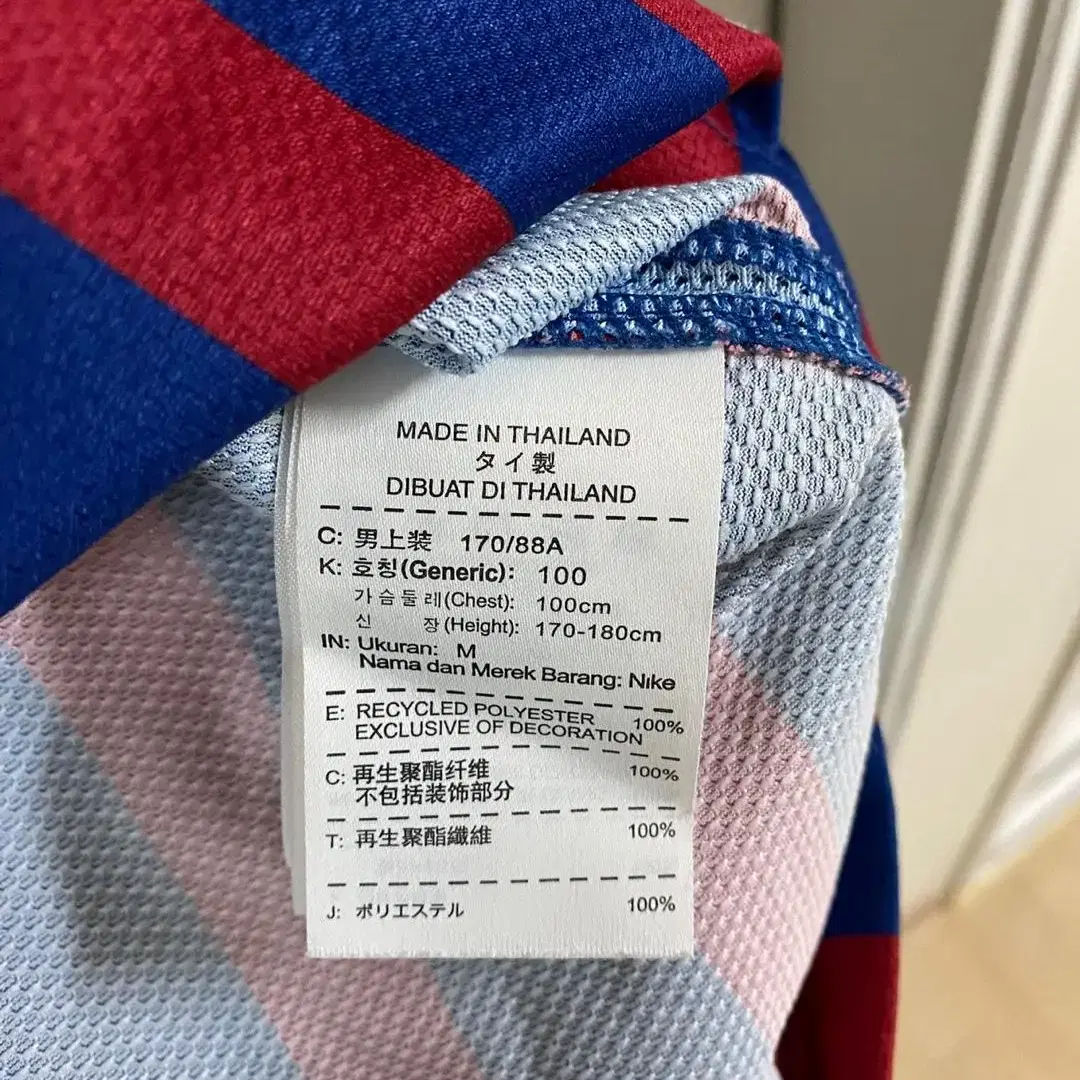 MADE IN THAILAND
タイ製
DIBUAT DI THAILAND
C: 男上装 170/88A
K: 호칭(Generic): 100
가슴둘레(Chest): 100cm
신 장(Height): 170-180cm
IN: Ukuran: M
Nama dan Merek Barang: Nike
E: RECYCLED POLYESTER 100%
EXCLUSIVE OF DECORATION
C: 再生聚酯纤维 100%
不包括装饰部分
T: 再生聚酯纖維 100%
J: ポリエステル 100%